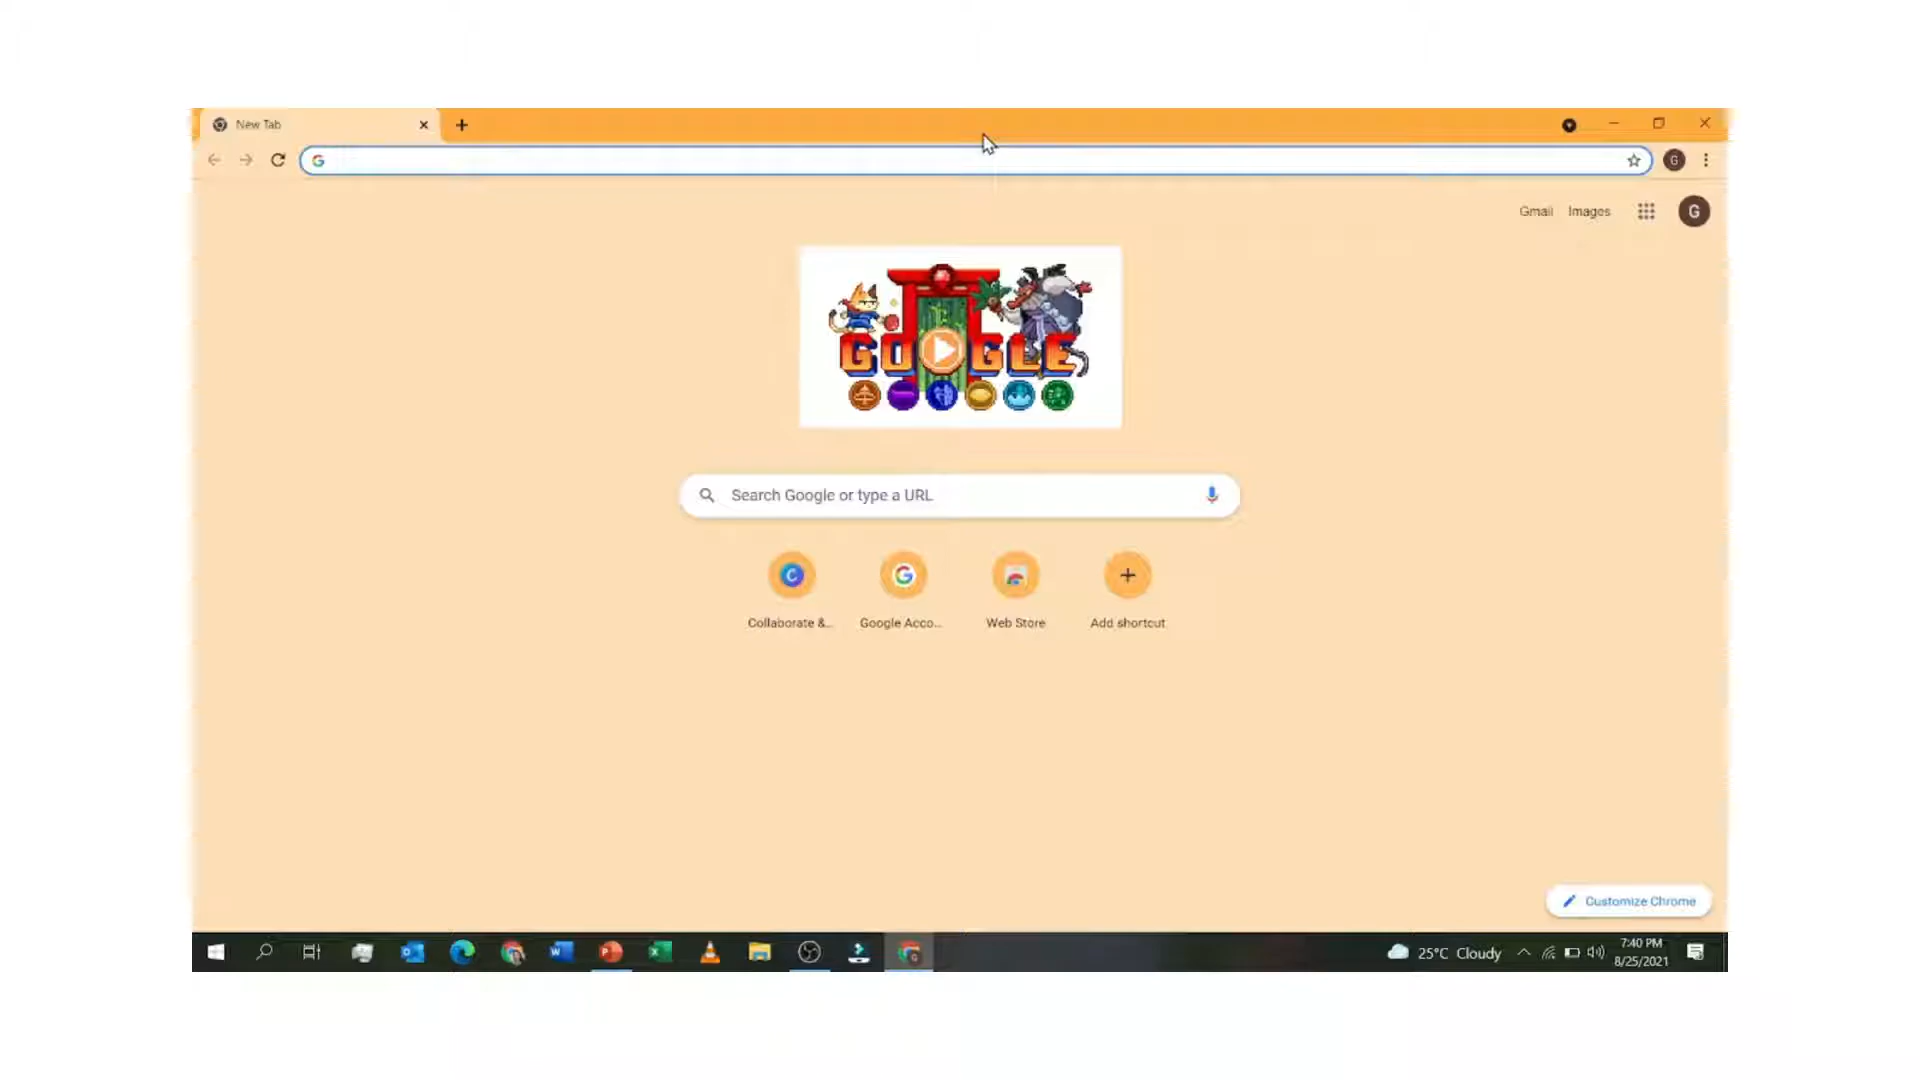 New Tab
Gmail Images
G
G
GOOGLE
Search Google or type a URL
Collaborate &...
Google Acco...
Web Store
Add shortcut
Customize Chrome
25°C Cloudy
7:40 PM
8/25/2021